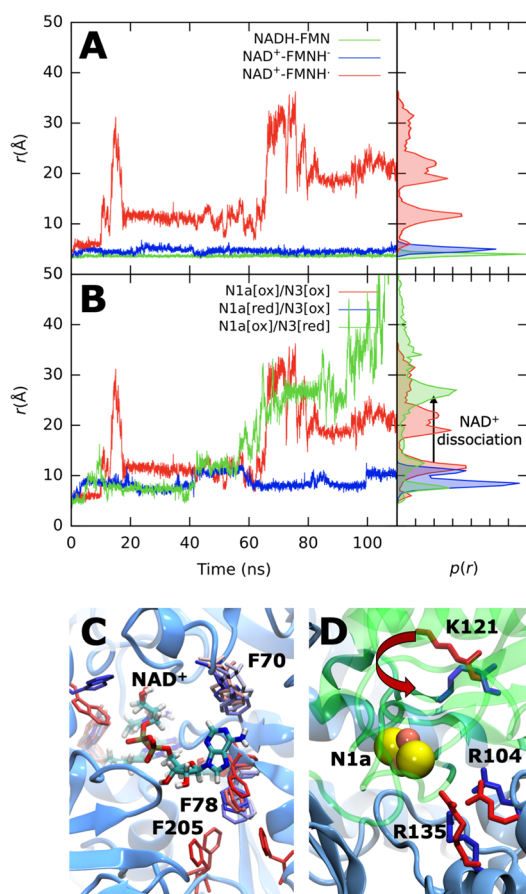 A
NADH-FMN
NAD⁺-FMNH⁻
NAD⁺-FMNH·
r(Å)
50
40
30
20
10
B
N1a[ox]/N3[ox]
N1a[red]/N3[ox]
N1a[ox]/N3[red]
r(Å)
50
40
30
20
10
0
NAD⁺
dissociation
0 20 40 60 80 100
Time (ns)
p(r)
C
NAD⁺
F70
F78
F205
D
K121
N1a
R104
R135